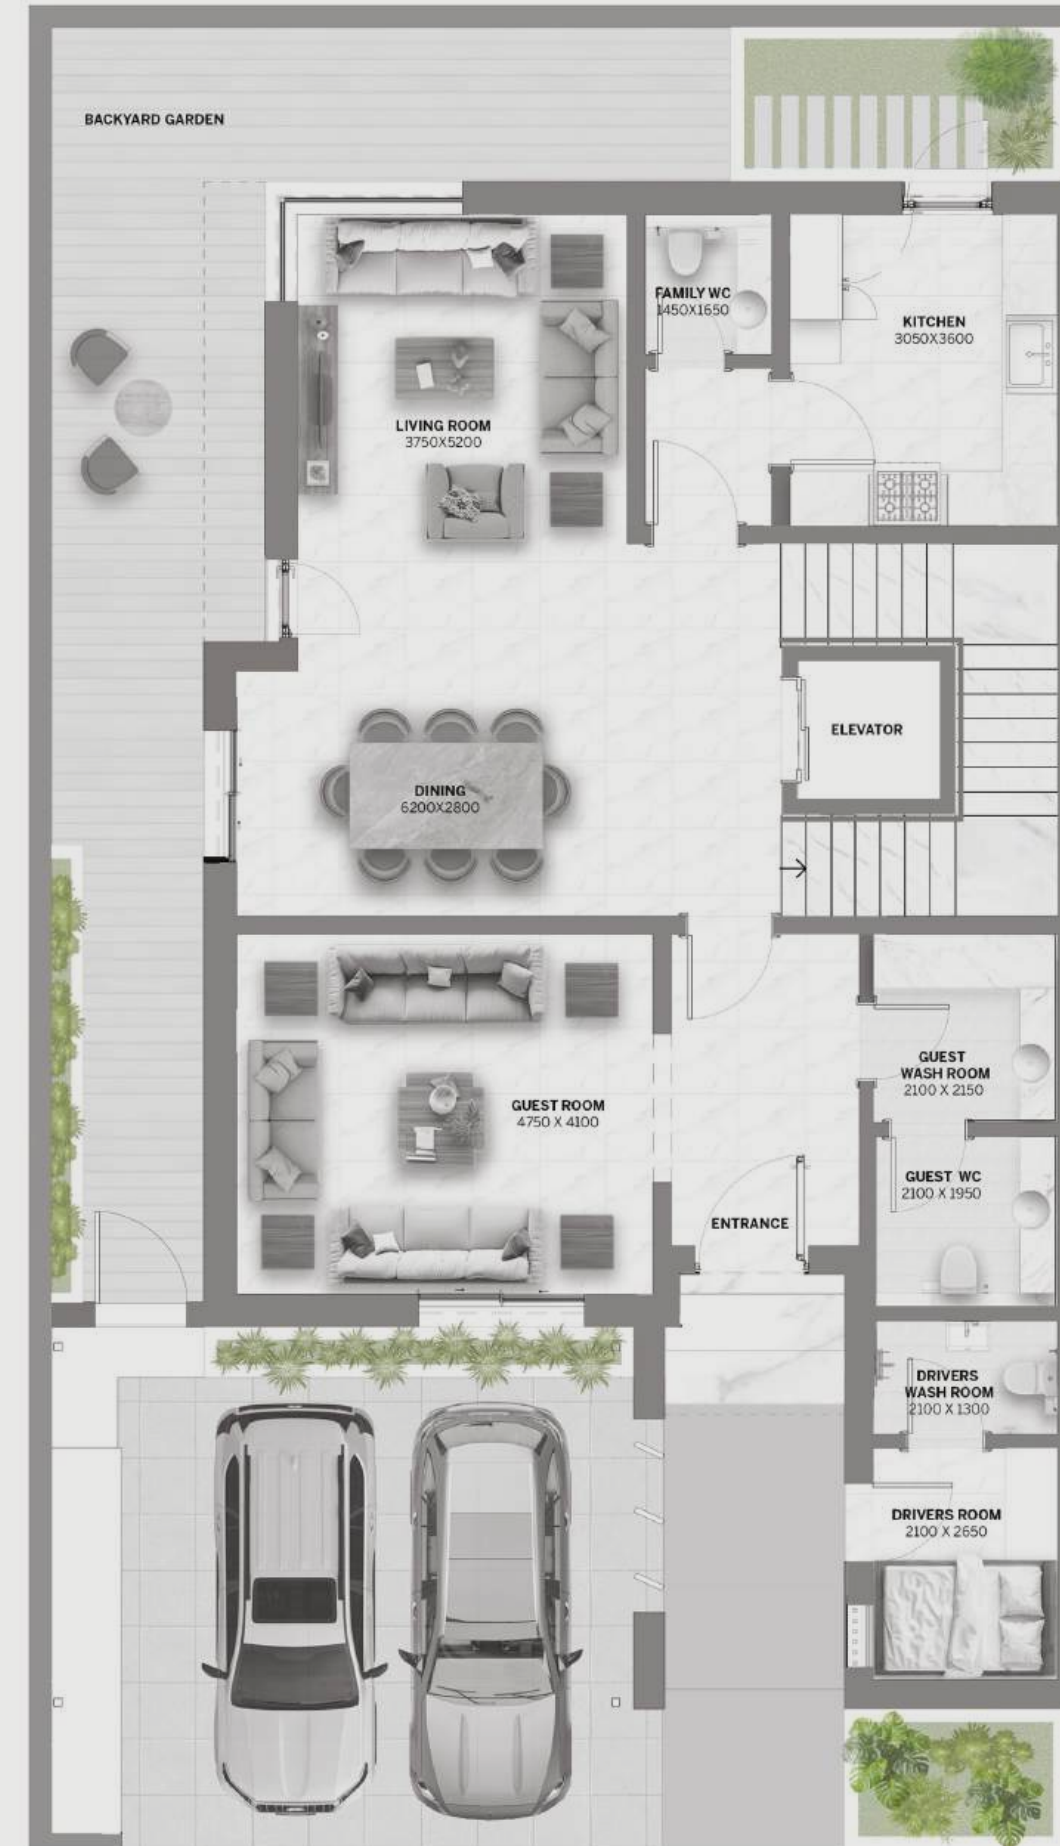 BACKYARD GARDEN
FAMILY WC
1450X1650
KITCHEN
3050X3600
LIVING ROOM
3750X5200
ELEVATOR
DINING
6200X2800
GUEST
WASH ROOM
2100 X 2150
GUEST ROOM
4750 X 4100
GUEST WC
2100 X 1950
ENTRANCE
DRIVERS
WASH ROOM
2100 X 1300
DRIVERS ROOM
2100 X 2650